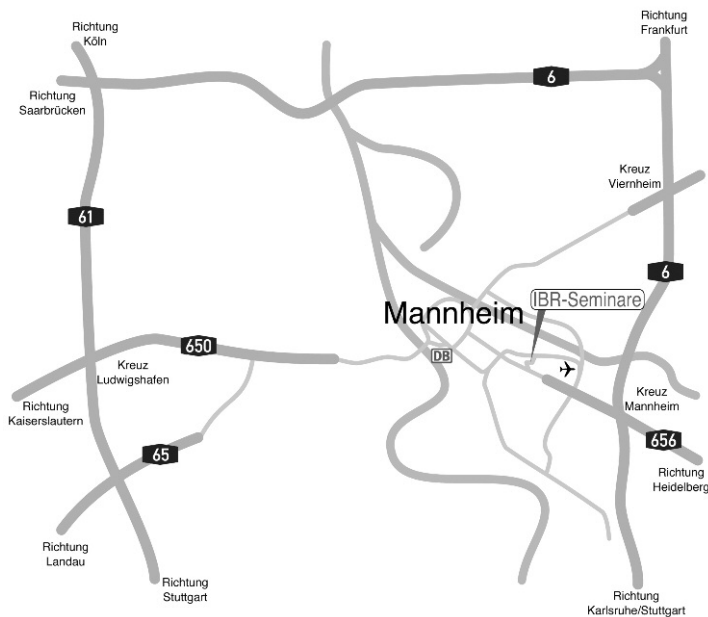 Richtung
Köln
Richtung
Frankfurt
6
Richtung
Saarbrücken
Kreuz
Viernheim
61
6
IBR-Seminare
Mannheim
650
DB
Kreuz
Ludwigshafen
Kreuz
Mannheim
Richtung
Kaiserslautern
656
65
Richtung
Heidelberg
Richtung
Landau
Richtung
Stuttgart
Richtung
Karlsruhe/Stuttgart